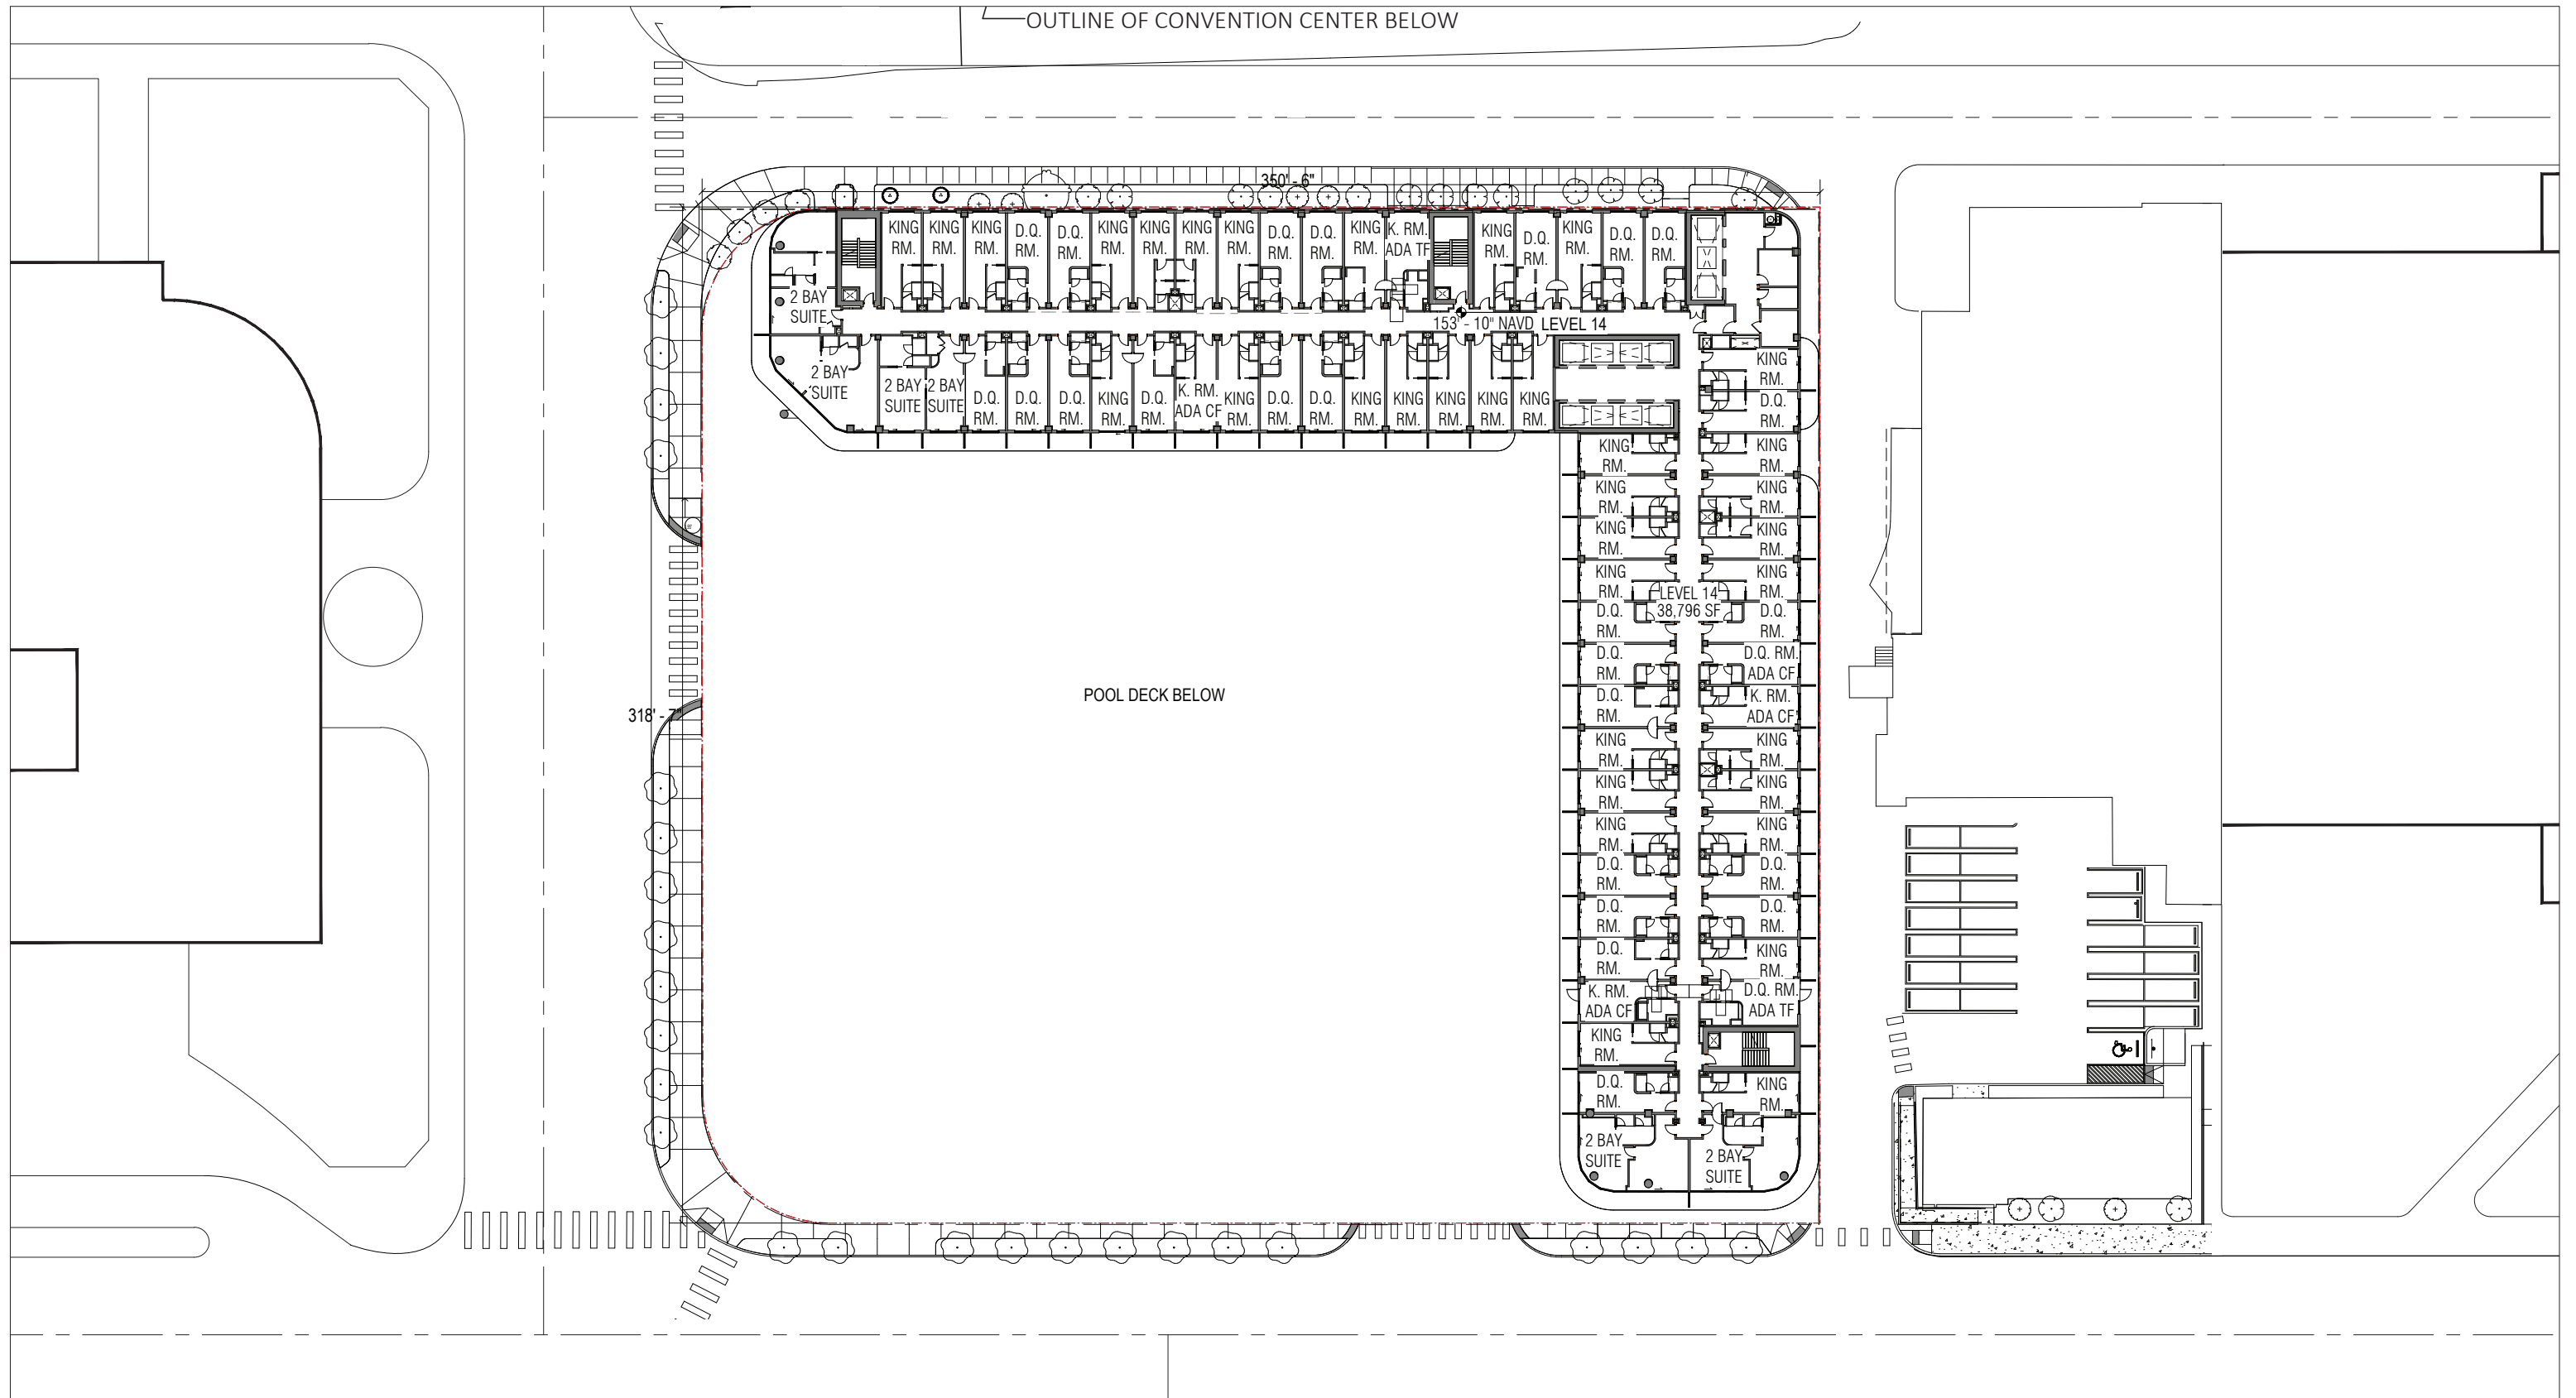 OUTLINE OF CONVENTION CENTER BELOW
350' - 6"
KING
RM.
KING
RM.
KING
RM.
D.Q.
RM.
D.Q.
RM.
KING
RM.
KING
RM.
KING
RM.
KING
RM.
D.Q.
RM.
D.Q.
RM.
KING
RM.
K. RM.
ADA TF
KING
RM.
D.Q.
RM.
KING
RM.
D.Q.
RM.
D.Q.
RM.
2 BAY
SUITE
153' - 10" NAVD LEVEL 14
2 BAY
SUITE
2 BAY
SUITE
2 BAY
SUITE
D.Q.
RM.
D.Q.
RM.
D.Q.
RM.
KING
RM.
D.Q.
RM.
K. RM.
ADA CF
KING
RM.
D.Q.
RM.
D.Q.
RM.
KING
RM.
KING
RM.
KING
RM.
KING
RM.
KING
RM.
KING
RM.
D.Q.
RM.
KING
RM.
KING
RM.
KING
RM.
KING
RM.
KING
RM.
KING
RM.
KING
RM.
KING
RM.
LEVEL 14
38,796 SF
D.Q.
RM.
D.Q.
RM.
D.Q.
RM.
D.Q. RM.
ADA CF
D.Q.
RM.
K. RM.
ADA CF
POOL DECK BELOW
318' - 7"
KING
RM.
KING
RM.
KING
RM.
KING
RM.
KING
RM.
KING
RM.
D.Q.
RM.
D.Q.
RM.
D.Q.
RM.
D.Q.
RM.
D.Q.
RM.
KING
RM.
K. RM.
ADA CF
D.Q. RM.
ADA TF
KING
RM.
D.Q.
RM.
KING
RM.
2 BAY
SUITE
2 BAY
SUITE